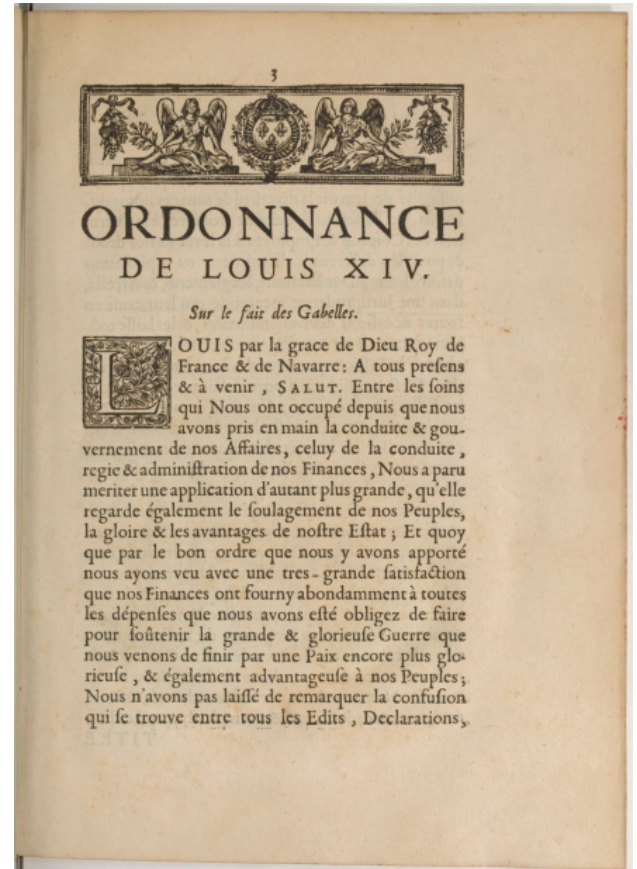 3
ORDONNANCE
DE LOUIS XIV.
Sur le fait des Gabelles.
LOUIS par la grace de Dieu Roy de
France & de Navarre: A tous preſens
& à venir, SALUT. Entre les ſoins
qui Nous ont occupé depuis que nous
avons pris en main la conduite & gou-
vernement de nos Affaires, celuy de la conduite,
regie & adminiſtration de nos Finances, Nous a paru
meriter une application d'autant plus grande, qu'elle
regarde également le ſoulagement de nos Peuples,
la gloire & les avantages de noſtre Eſtat; Et quoy
que par le bon ordre que nous y avons apporté
nous ayons veu avec une tres-grande ſatisfaction
que nos Finances ont fourny abondamment à toutes
les dépenſes que nous avons eſté obligez de faire
pour ſoûtenir la grande & glorieuſe Guerre que
nous venons de finir par une Paix encore plus glo-
rieuſe, & également advantageuſe à nos Peuples;
Nous n'avons pas laiſſé de remarquer la confuſion
qui ſe trouve entre tous les Edits, Declarations,